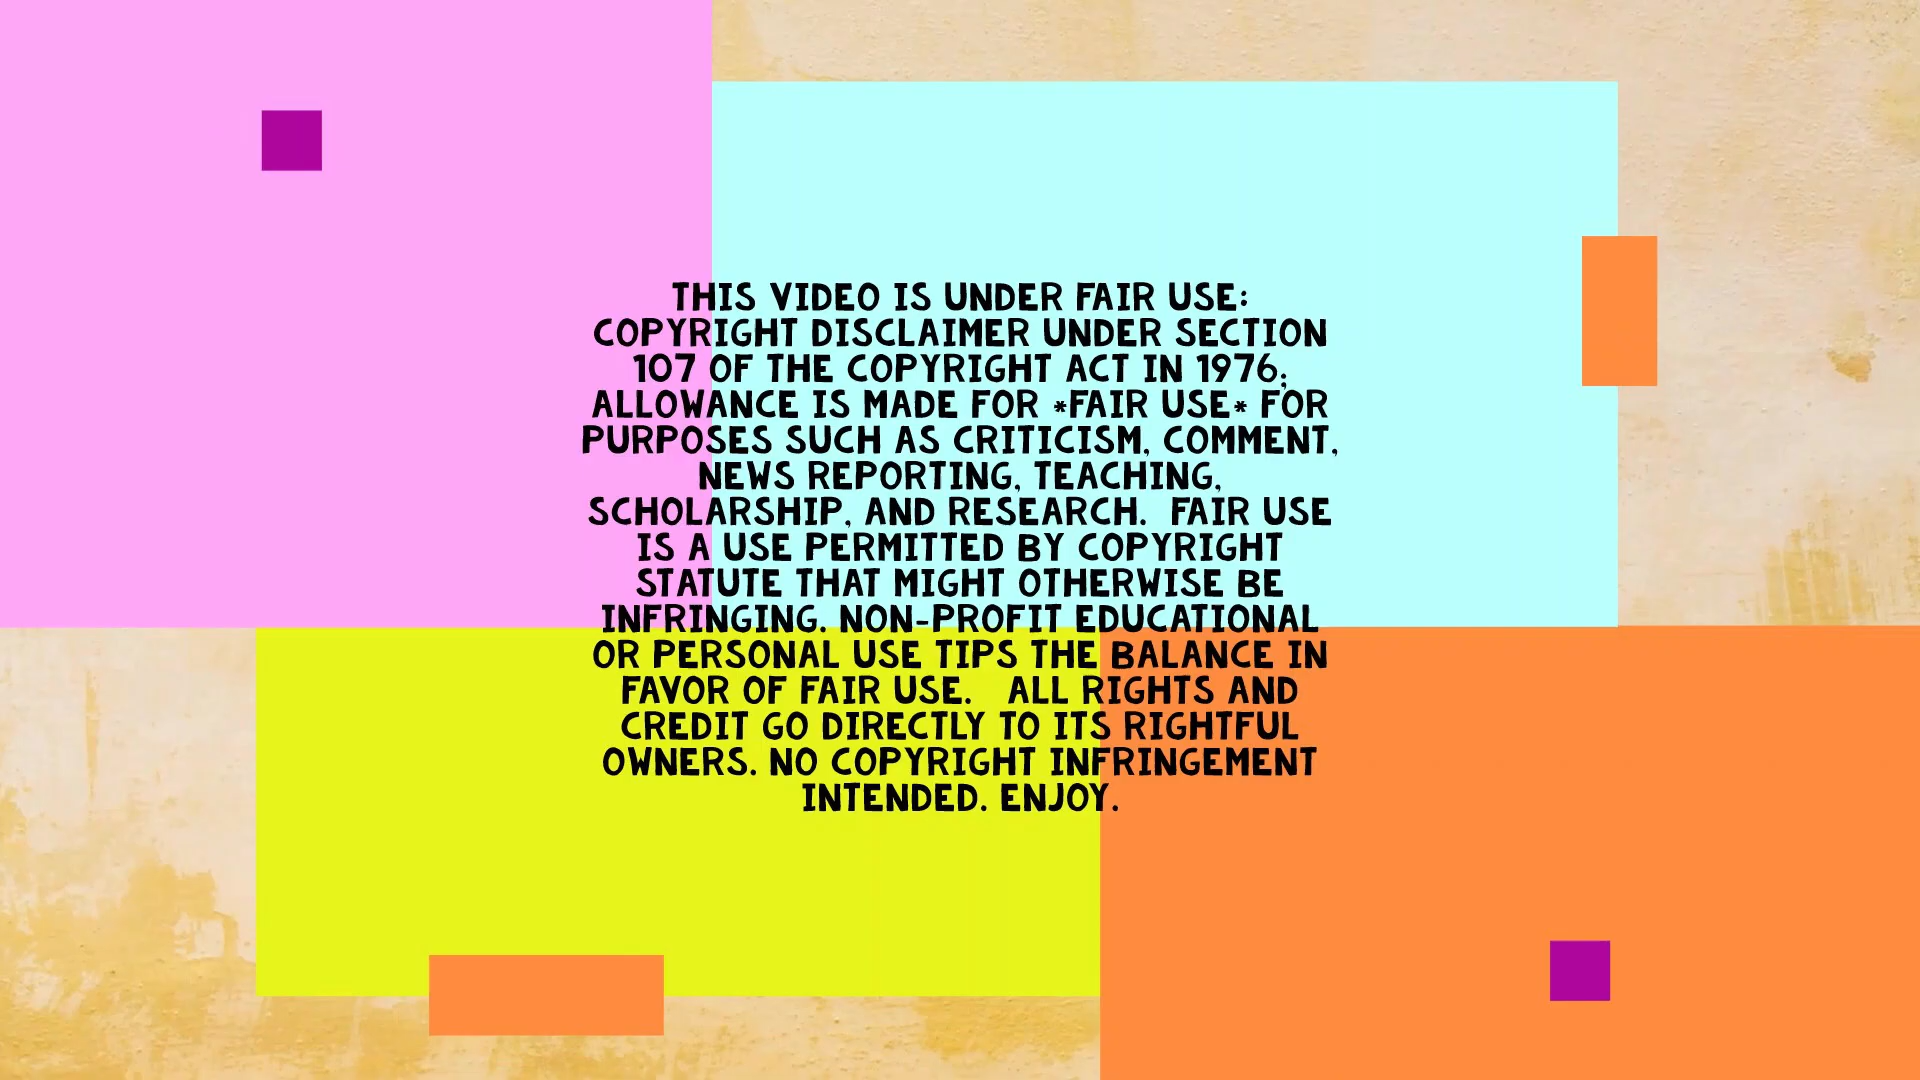 THIS VIDEO IS UNDER FAIR USE:
COPYRIGHT DISCLAIMER UNDER SECTION
107 OF THE COPYRIGHT ACT IN 1976;
ALLOWANCE IS MADE FOR *FAIR USE* FOR
PURPOSES SUCH AS CRITICISM, COMMENT,
NEWS REPORTING, TEACHING,
SCHOLARSHIP, AND RESEARCH.  FAIR USE
IS A USE PERMITTED BY COPYRIGHT
STATUTE THAT MIGHT OTHERWISE BE
INFRINGING. NON-PROFIT EDUCATIONAL
OR PERSONAL USE TIPS THE BALANCE IN
FAVOR OF FAIR USE.   ALL RIGHTS AND
CREDIT GO DIRECTLY TO ITS RIGHTFUL
OWNERS. NO COPYRIGHT INFRINGEMENT
INTENDED. ENJOY.